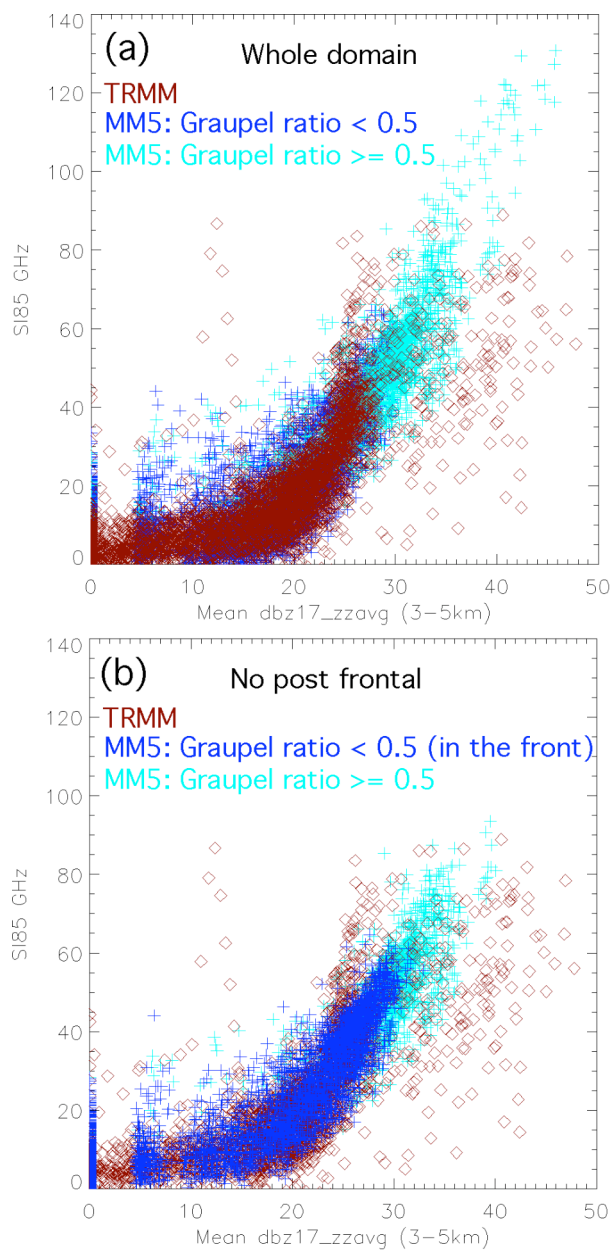 (a)
Whole domain
TRMM
MM5: Graupel ratio < 0.5
MM5: Graupel ratio >= 0.5
SI85 GHz
140
120
100
80
60
40
20
0
0 10 20 30 40 50
Mean dbz17_zzavg (3-5km)
(b)
No post frontal
TRMM
MM5: Graupel ratio < 0.5 (in the front)
MM5: Graupel ratio >= 0.5
SI85 GHz
140
120
100
80
60
40
20
0
0 10 20 30 40 50
Mean dbz17_zzavg (3-5km)